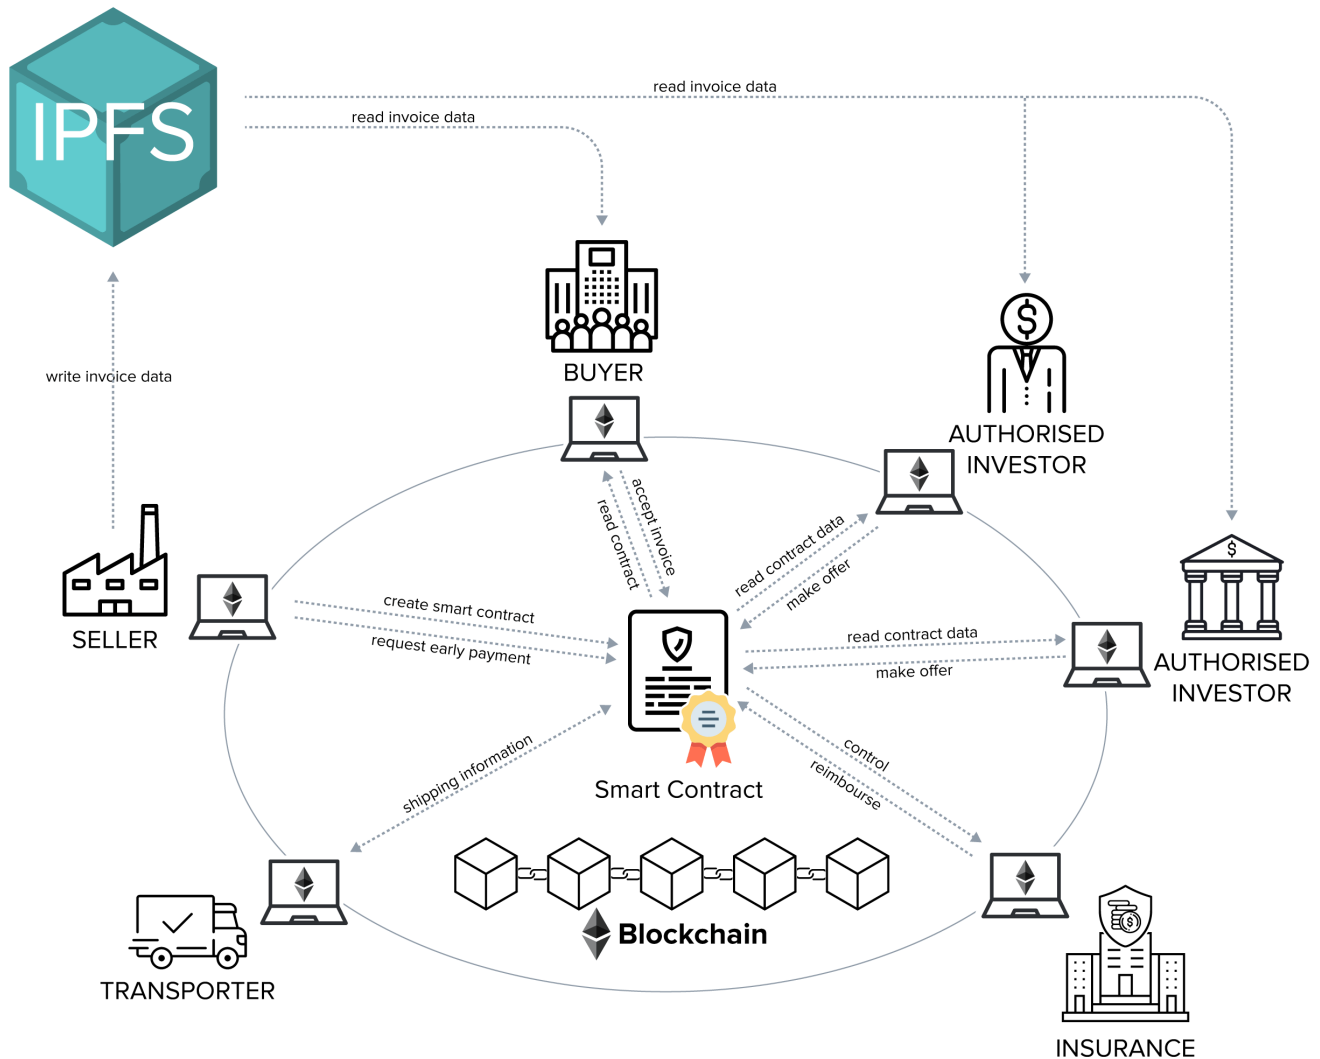 IPFS
read invoice data
read invoice data
write invoice data
BUYER
AUTHORISED
INVESTOR
SELLER
AUTHORISED
INVESTOR
accept invoice
read contract
read contract data
make offer
create smart contract
request early payment
read contract data
make offer
shipping information
control
reimbourse
Smart Contract
Blockchain
TRANSPORTER
INSURANCE
$
$
$